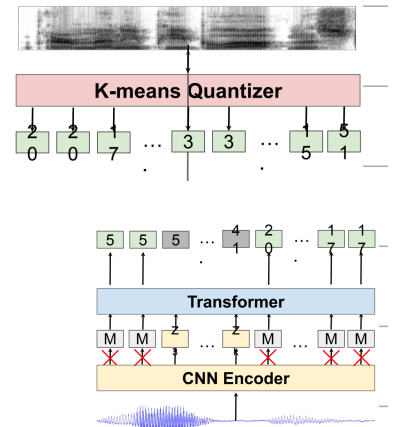 K-means Quantizer
20 20 17 ... 3 3 ... 15 51
5 5 5 ... 41 20 ... 17 17
Transformer
M M Z ... Z M ... M M
CNN Encoder